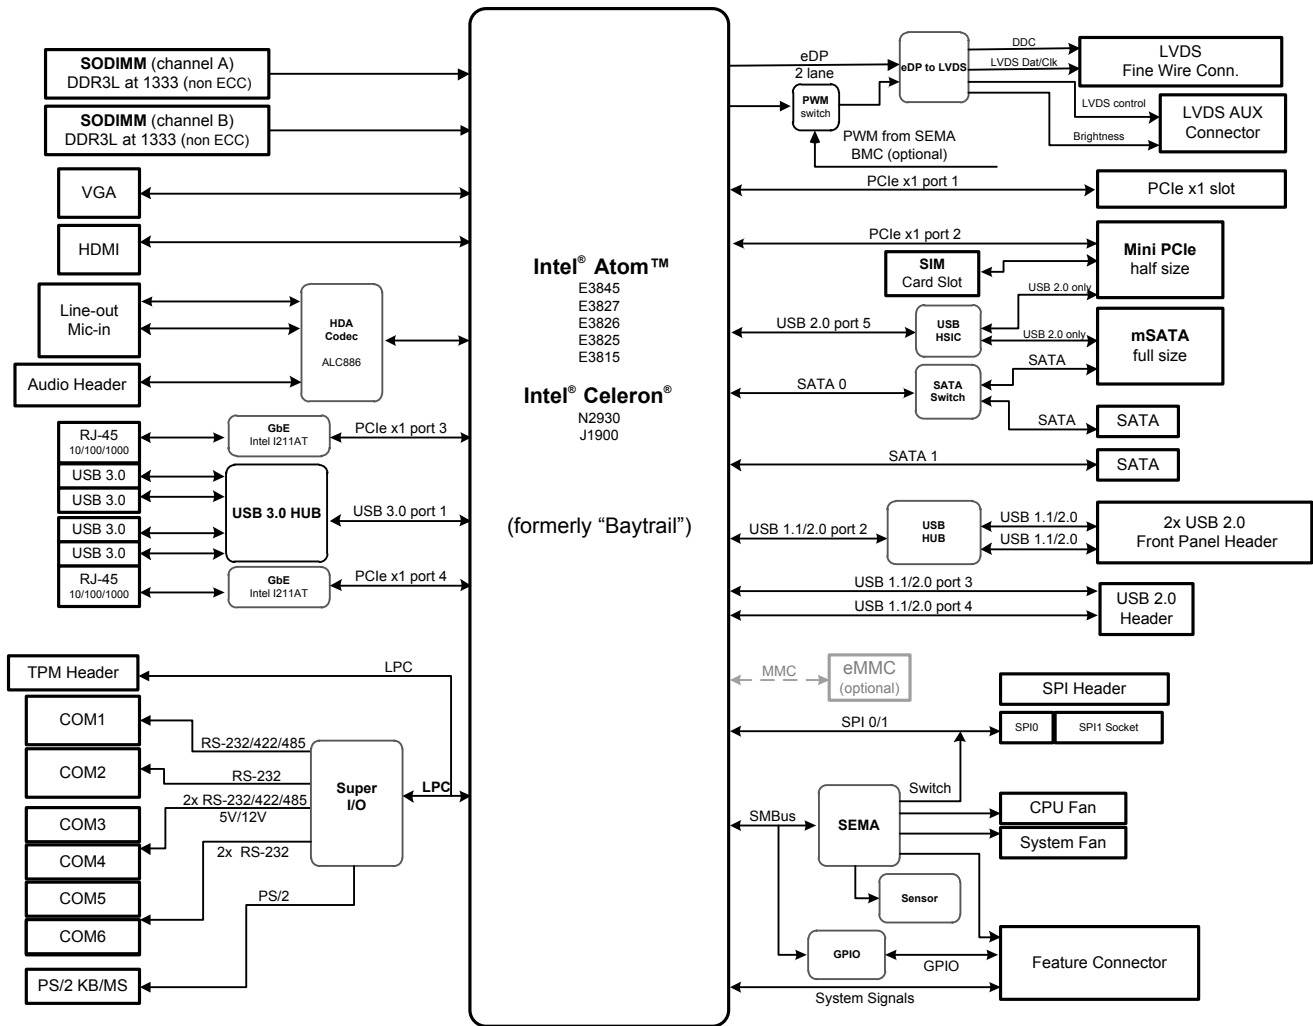 SODIMM (channel A)
DDR3L at 1333 (non ECC)
SODIMM (channel B)
DDR3L at 1333 (non ECC)
VGA
HDMI
Line-out
Mic-in
Audio Header
HDA
Codec
ALC886
RJ-45
10/100/1000
GbE
Intel I211AT
PCIe x1 port 3
USB 3.0
USB 3.0
USB 3.0
USB 3.0
USB 3.0 HUB
USB 3.0 port 1
RJ-45
10/100/1000
GbE
Intel I211AT
PCIe x1 port 4
TPM Header
LPC
COM1
RS-232/422/485
COM2
RS-232
2x RS-232/422/485
5V/12V
COM3
COM4
2x RS-232
COM5
COM6
PS/2
PS/2 KB/MS
Super
I/O
LPC
Intel® Atom™
E3845
E3827
E3826
E3825
E3815
Intel® Celeron®
N2930
J1900
(formerly “Baytrail”)
eDP
2 lane
PWM
switch
PWM from SEMA
BMC (optional)
eDP to LVDS
DDC
LVDS Dat/Clk
LVDS control
Brightness
LVDS
Fine Wire Conn.
LVDS AUX
Connector
PCIe x1 port 1
PCIe x1 slot
PCIe x1 port 2
SIM
Card Slot
Mini PCIe
half size
USB 2.0 only
USB 2.0 port 5
USB
HSIC
USB 2.0 only
mSATA
full size
SATA 0
SATA
Switch
SATA
SATA
SATA
SATA 1
SATA
USB 1.1/2.0 port 2
USB
HUB
USB 1.1/2.0
USB 1.1/2.0
2x USB 2.0
Front Panel Header
USB 1.1/2.0 port 3
USB 1.1/2.0 port 4
USB 2.0
Header
MMC
eMMC
(optional)
SPI Header
SPI 0/1
SPI0
SPI1 Socket
Switch
SMBus
SEMA
CPU Fan
System Fan
Sensor
GPIO
GPIO
Feature Connector
System Signals